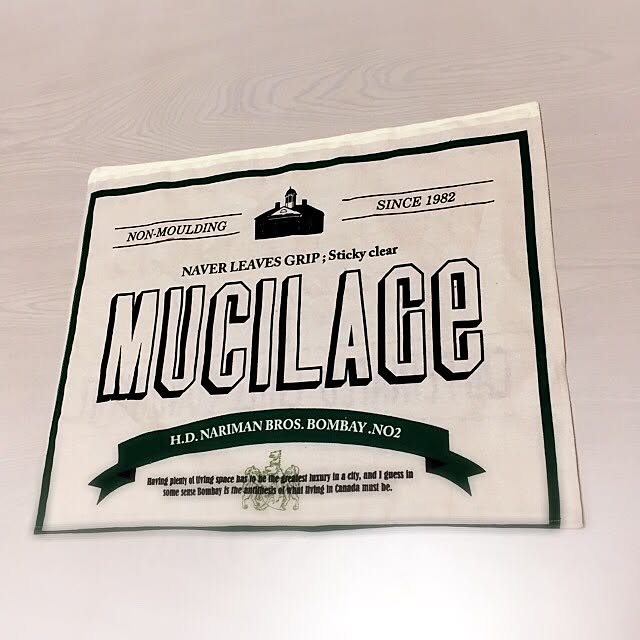 NON-MOULDING
SINCE 1982
NAVER LEAVES GRIP ; Sticky clear
MUCILAGE
H.D. NARIMAN BROS. BOMBAY .NO2
Having plenty of living space has to be the greatest luxury in a city, and I guess in
some sense Bombay is the antithesis of what living in Canada must be.